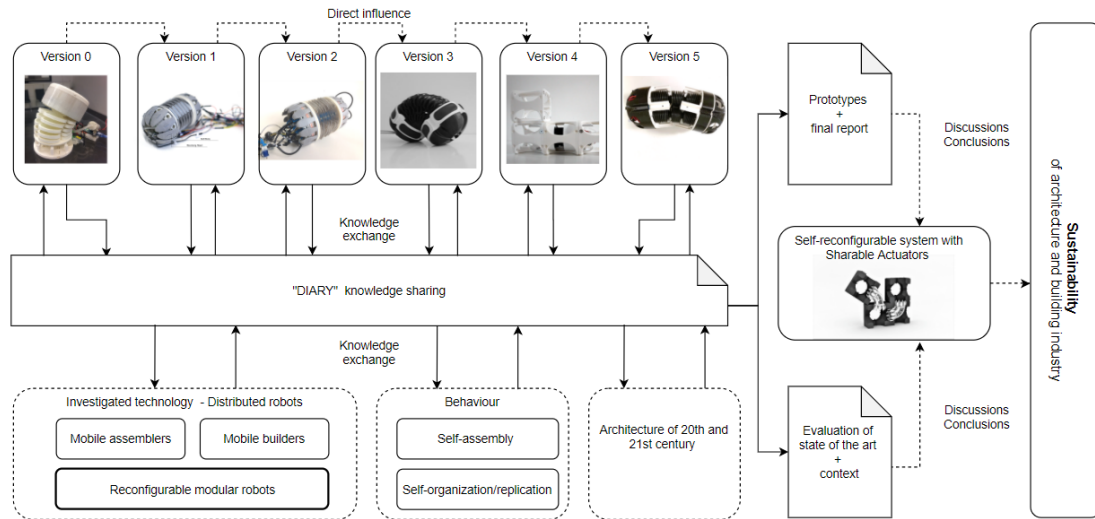 Direct influence
Version 0
Version 1
Version 2
Version 3
Version 4
Version 5
Knowledge
exchange
"DIARY" knowledge sharing
Knowledge
exchange
Investigated technology - Distributed robots
Mobile assemblers
Mobile builders
Reconfigurable modular robots
Behaviour
Self-assembly
Self-organization/replication
Architecture of 20th and
21st century
Prototypes
+
final report
Discussions
Conclusions
Self-reconfigurable system with
Sharable Actuators
Evaluation of
state of the art
+
context
Discussions
Conclusions
Sustainability
of architecture and building industry